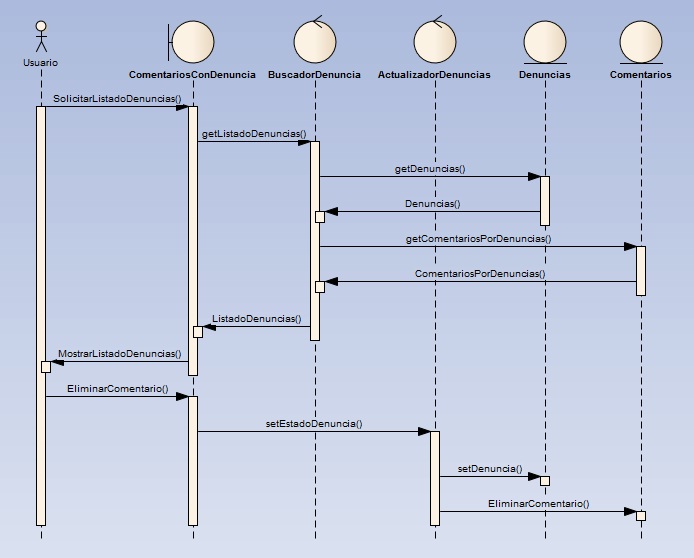 Usuario
ComentariosConDenuncia
BuscadorDenuncia
ActualizadorDenuncias
Denuncias
Comentarios
SolicitarListadoDenuncias()
getListadoDenuncias()
getDenuncias()
Denuncias()
getComentariosPorDenuncias()
ComentariosPorDenuncias()
ListadoDenuncias()
MostrarListadoDenuncias()
EliminarComentario()
setEstadoDenuncia()
setDenuncia()
EliminarComentario()